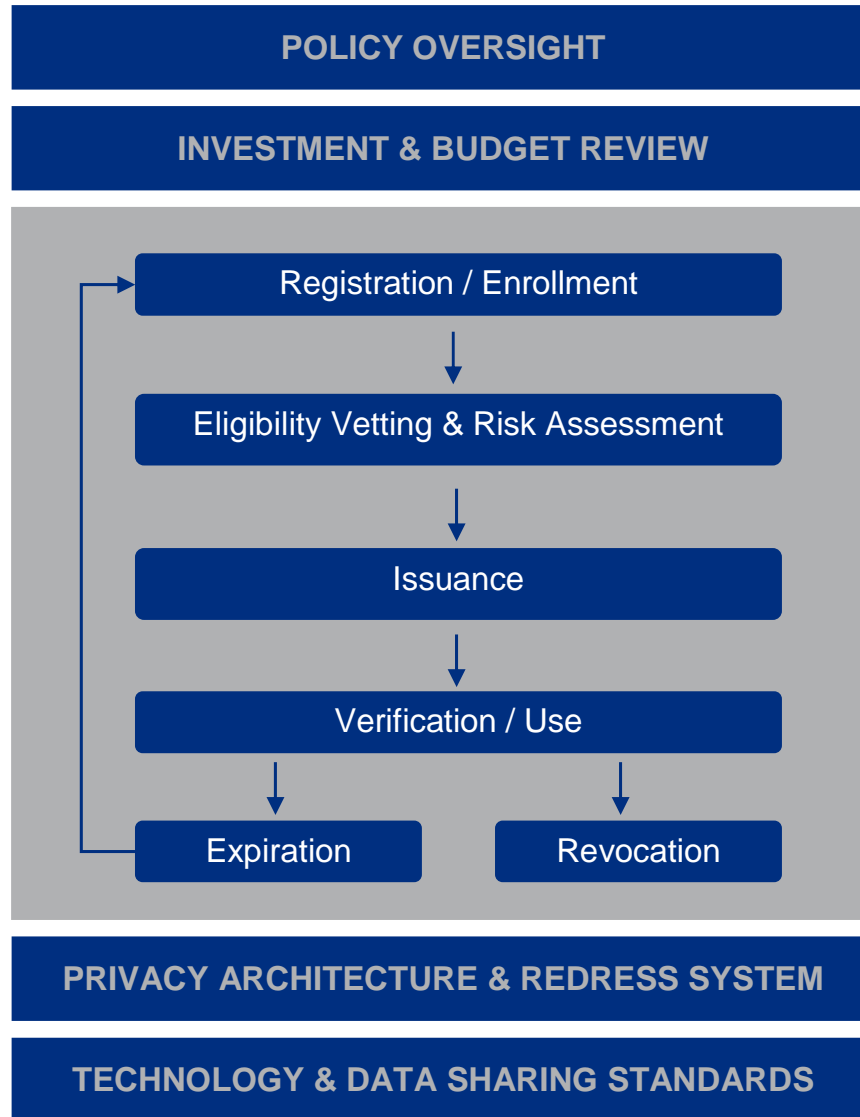 POLICY OVERSIGHT
INVESTMENT & BUDGET REVIEW
Registration / Enrollment
Eligibility Vetting & Risk Assessment
Issuance
Verification / Use
Expiration
Revocation
PRIVACY ARCHITECTURE & REDRESS SYSTEM
TECHNOLOGY & DATA SHARING STANDARDS